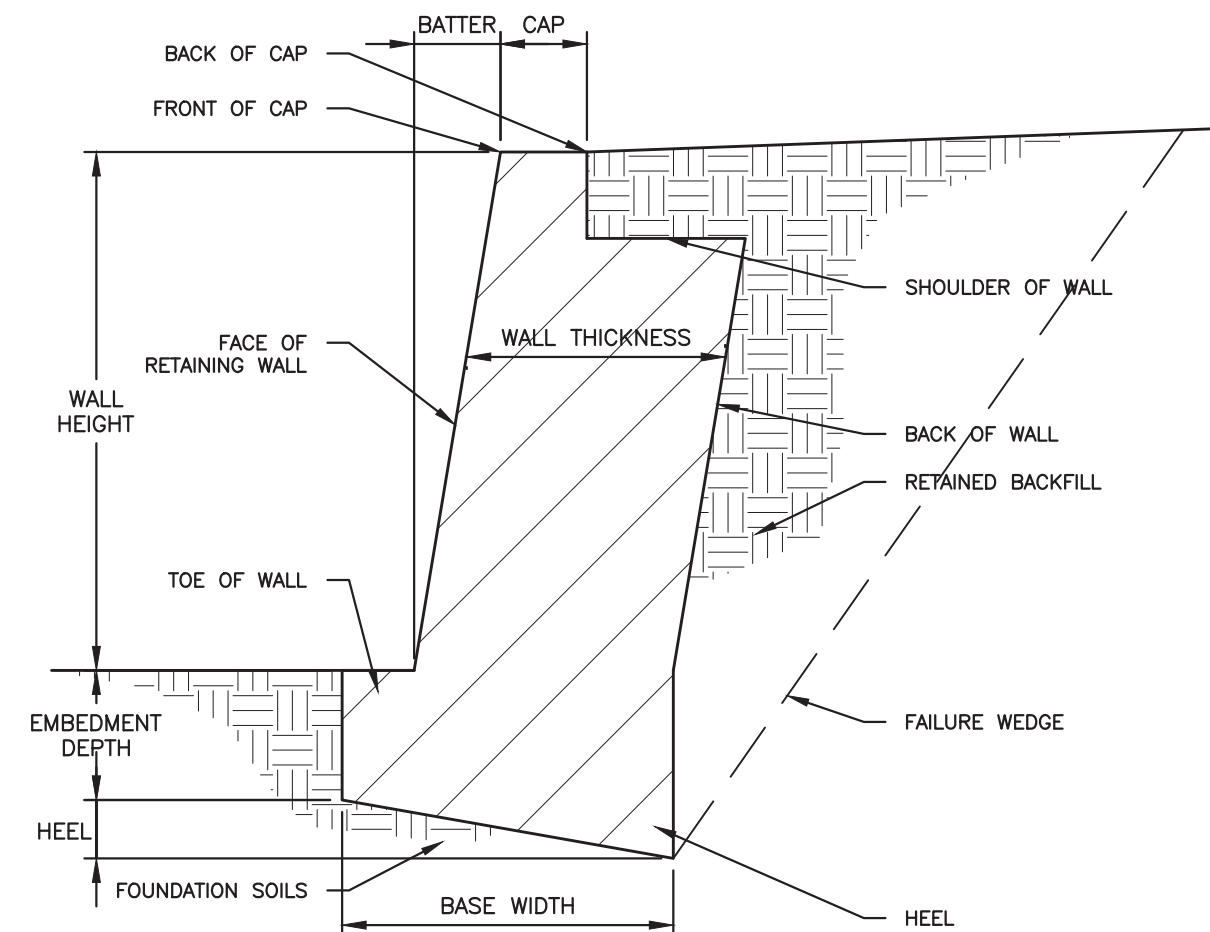 BATTER
CAP
BACK OF CAP
FRONT OF CAP
SHOULDER OF WALL
WALL THICKNESS
FACE OF
RETAINING WALL
WALL
HEIGHT
BACK OF WALL
RETAINED BACKFILL
TOE OF WALL
EMBEDMENT
DEPTH
FAILURE WEDGE
HEEL
FOUNDATION SOILS
BASE WIDTH
HEEL